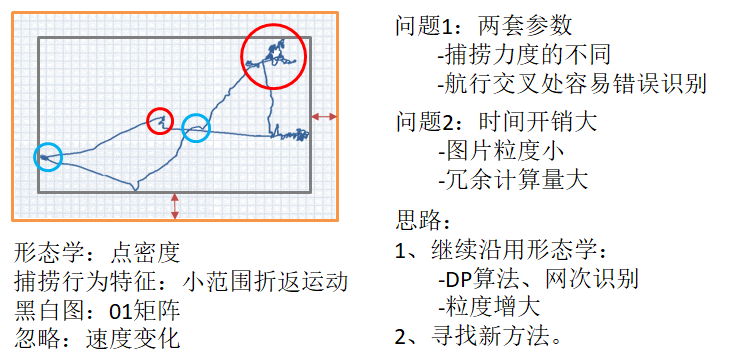 形态学：点密度
捕捞行为特征：小范围折返运动
黑白图：01矩阵
忽略：速度变化
问题1：两套参数
-捕捞力度的不同
-航行交叉处容易错误识别
问题2：时间开销大
-图片粒度小
-冗余计算量大
思路：
1、继续沿用形态学：
-DP算法、网次识别
-粒度增大
2、寻找新方法。